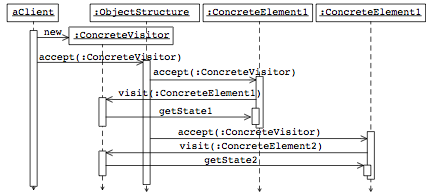 aClient
:ObjectStructure
:ConcreteElement1
:ConcreteElement1
new
:ConcreteVisitor
accept(:ConcreteVisitor)
accept(:ConcreteVisitor)
visit(:ConcreteElement1)
getState1
accept(:ConcreteVisitor)
visit(:ConcreteElement2)
getState2